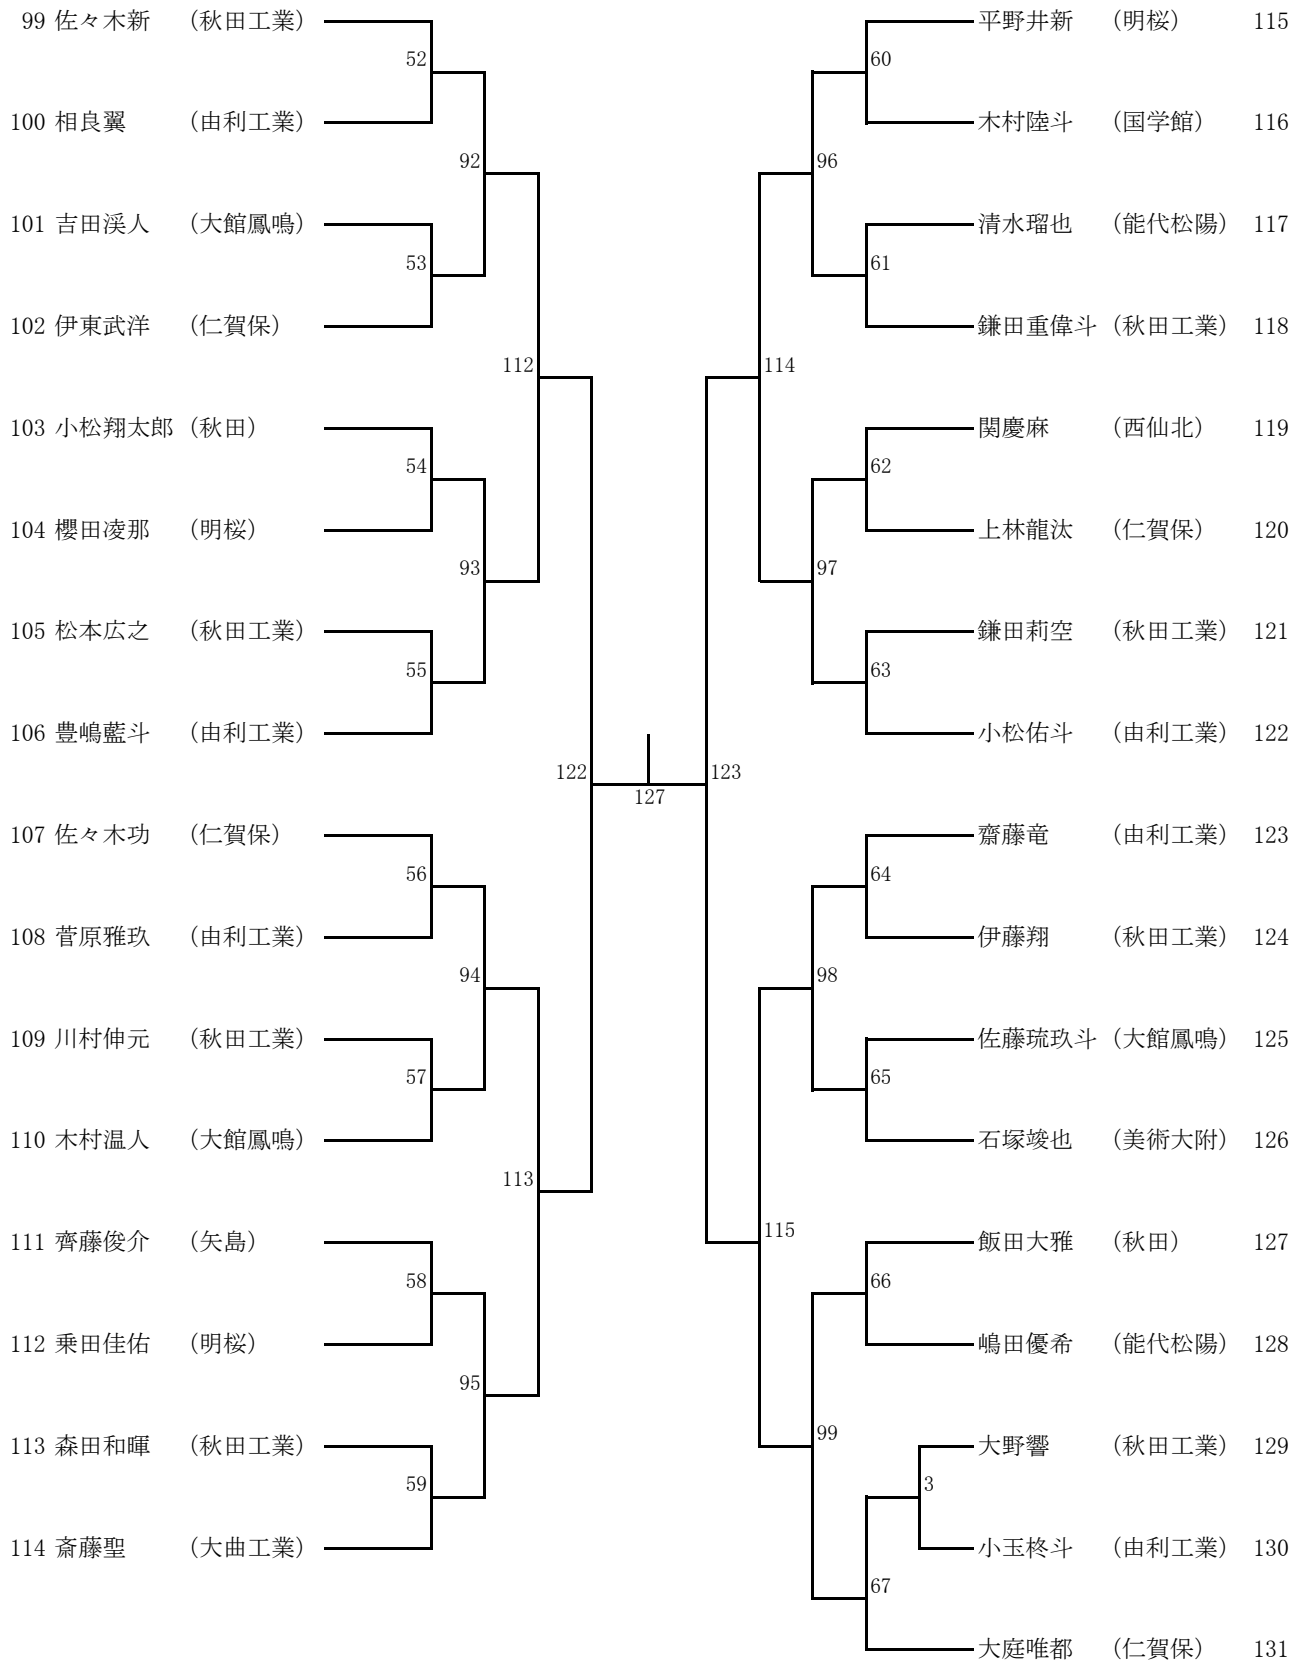 99 佐々木新 （秋田工業）
52
100 相良翼 （由利工業）
92
101 吉田渓人 （大館鳳鳴）
53
102 伊東武洋 （仁賀保）
112
103 小松翔太郎 （秋田）
54
104 櫻田凌那 （明桜）
93
105 松本広之 （秋田工業）
55
106 豊嶋藍斗 （由利工業）
122
107 佐々木功 （仁賀保）
56
108 菅原雅玖 （由利工業）
94
109 川村伸元 （秋田工業）
57
110 木村温人 （大館鳳鳴）
113
111 齊藤俊介 （矢島）
58
112 乗田佳佑 （明桜）
95
113 森田和暉 （秋田工業）
59
114 斎藤聖 （大曲工業）
127
平野井新 （明桜） 115
60
木村陸斗 （国学館） 116
96
清水瑠也 （能代松陽） 117
61
鎌田重偉斗 （秋田工業） 118
114
関慶麻 （西仙北） 119
62
上林龍汰 （仁賀保） 120
97
鎌田莉空 （秋田工業） 121
63
小松佑斗 （由利工業） 122
123
齋藤竜 （由利工業） 123
64
伊藤翔 （秋田工業） 124
98
佐藤琉玖斗 （大館鳳鳴） 125
65
石塚竣也 （美術大附） 126
115
飯田大雅 （秋田） 127
66
嶋田優希 （能代松陽） 128
99
大野響 （秋田工業） 129
3
小玉柊斗 （由利工業） 130
67
大庭唯都 （仁賀保） 131